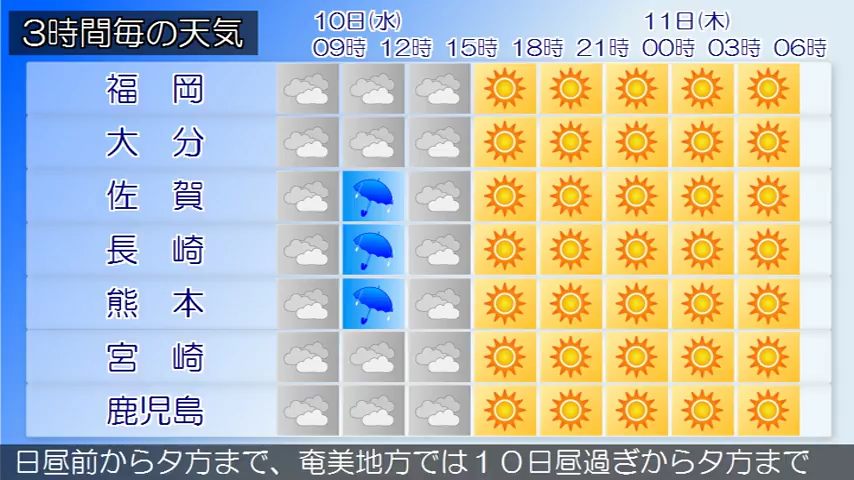 3時間毎の天気
10日(水) 11日(木)
09時 12時 15時 18時 21時 00時 03時 06時
福岡
大分
佐賀
長崎
熊本
宮崎
鹿児島
日昼前から夕方まで、奄美地方では１０日昼過ぎから夕方まで